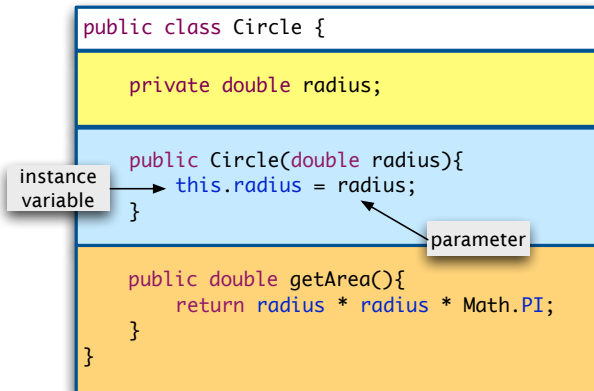 public class Circle {
private double radius;
public Circle(double radius){
instance
variable
this.radius = radius;
}
parameter
public double getArea(){
return radius * radius * Math.PI;
}
}